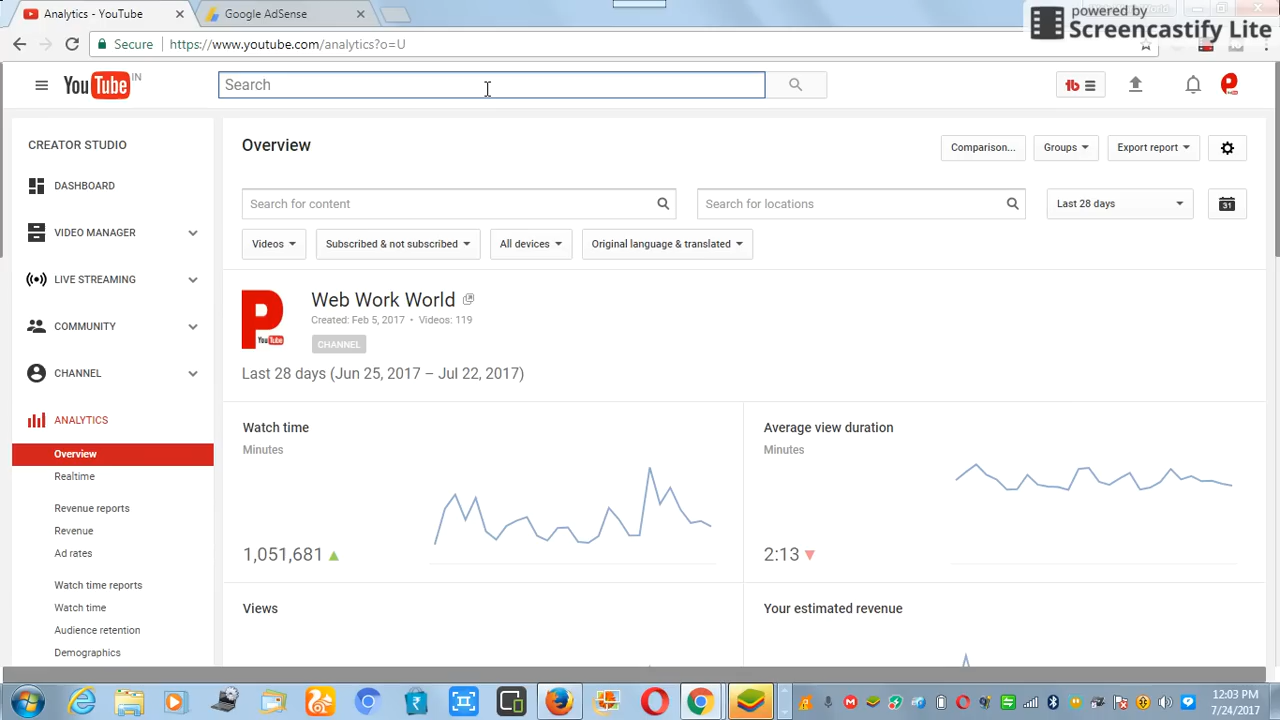 Analytics - YouTube
Google AdSense
powered by
Screencastify Lite
Secure
https://www.youtube.com/analytics?o=U
YouTube IN
Search
CREATOR STUDIO
DASHBOARD
VIDEO MANAGER
LIVE STREAMING
COMMUNITY
CHANNEL
ANALYTICS
Overview
Realtime
Revenue reports
Revenue
Ad rates
Watch time reports
Watch time
Audience retention
Demographics
Overview
Comparison...
Groups
Export report
Search for content
Search for locations
Last 28 days
31
Videos
Subscribed & not subscribed
All devices
Original language & translated
P
YouTube
Web Work World
Created: Feb 5, 2017 • Videos: 119
CHANNEL
Last 28 days (Jun 25, 2017 – Jul 22, 2017)
Watch time
Minutes
1,051,681
Average view duration
Minutes
2:13
Views
Your estimated revenue
12:03 PM
7/24/2017